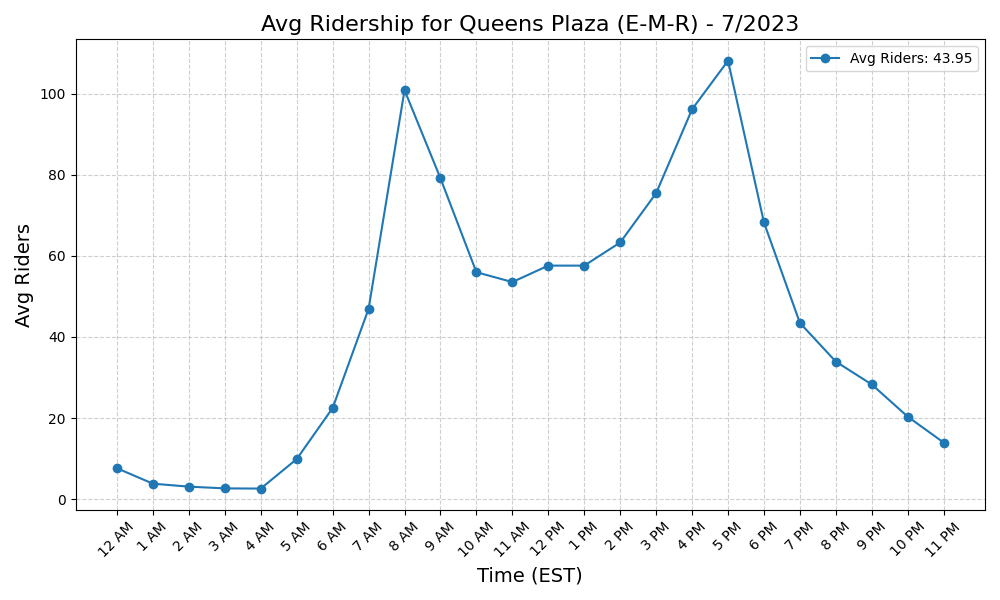 Avg Ridership for Queens Plaza (E-M-R) - 7/2023
Avg Riders: 43.95
Avg Riders
100
80
60
40
20
0
12 AM
1 AM
2 AM
3 AM
4 AM
5 AM
6 AM
7 AM
8 AM
9 AM
10 AM
11 AM
12 PM
1 PM
2 PM
3 PM
4 PM
5 PM
6 PM
7 PM
8 PM
9 PM
10 PM
11 PM
Time (EST)